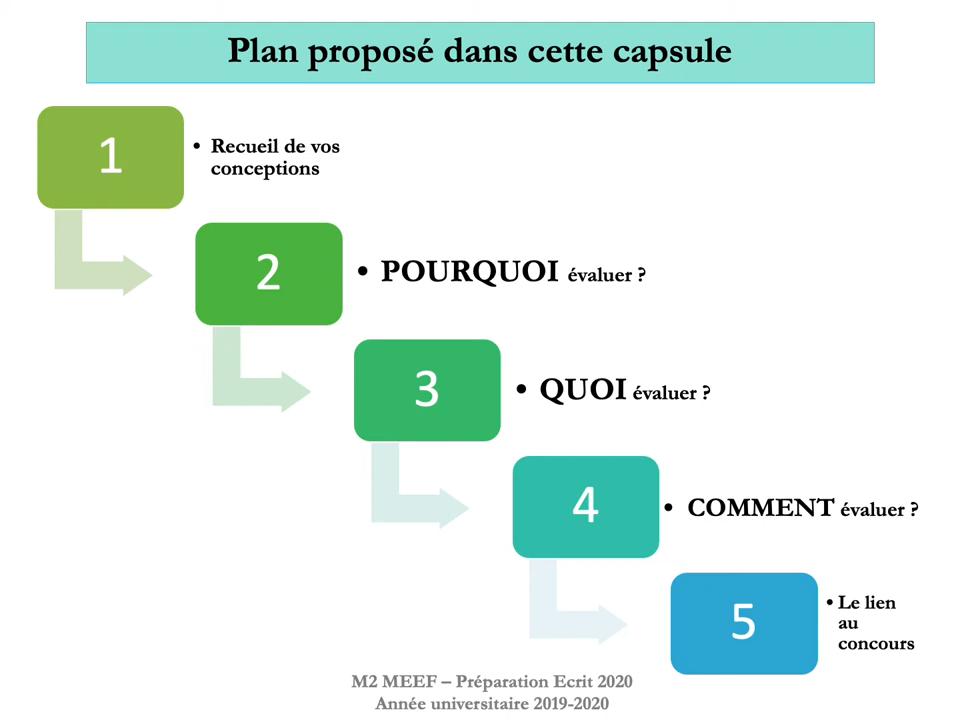 Plan proposé dans cette capsule
1
• Recueil de vos
conceptions
2
• POURQUOI évaluer ?
3
• QUOI évaluer ?
4
• COMMENT évaluer ?
5
• Le lien
au
concours
M2 MEEF – Préparation Ecrit 2020
Année universitaire 2019-2020